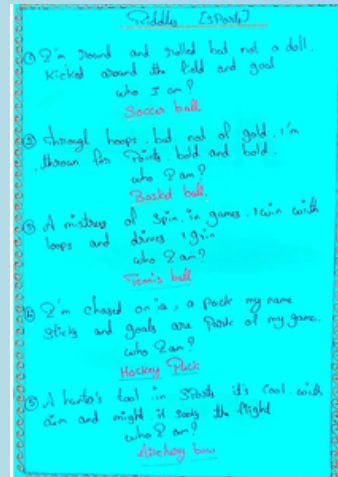 Riddles [Sports]
① I'm round and rolled but not a doll.
Kicked around the field and goal
who I am?
Soccer ball
② Through hoops, but not of gold. I'm
thrown for Points, bold and bold.
who I am?
Basket ball.
③ A mistress of Spin, in games. I win with
loops and drives I grin
who I am?
Tennis ball
④ I'm chased on ice, a puck my name
Sticks and goals are Part of my game.
who I am?
Hockey Puck
⑤ A hunter's tool in Sports it's Cool. with
aim and might. it the flight
who I am?
Archery bow